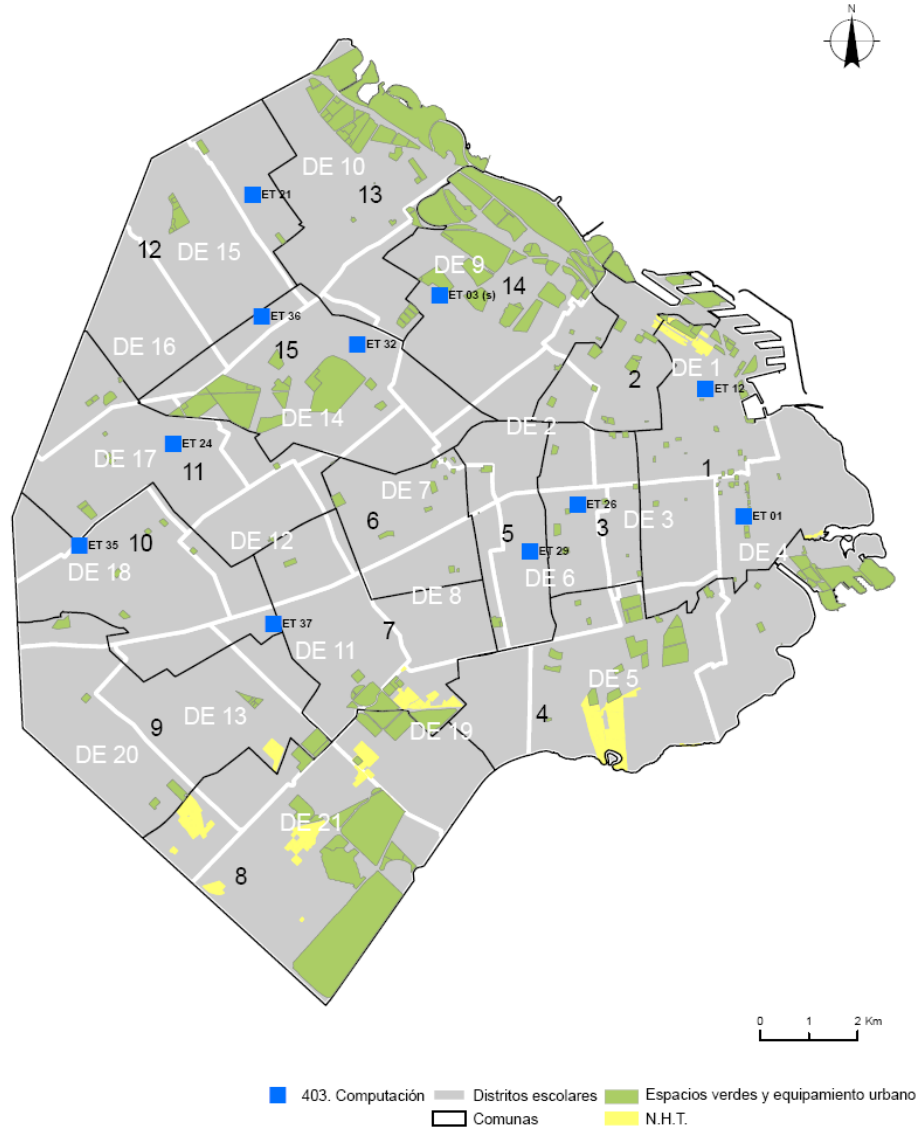 N
DE 10
13
ET 21
12
DE 15
DE 9
14
ET 03 (s)
ET 36
ET 32
DE 16
15
2
DE 1
ET 12
DE 14
DE 2
ET 24
DE 17
11
1
DE 7
6
ET 26
5
3
DE 3
ET 01
10
ET 35
DE 12
ET 29
DE 4
DE 18
DE 6
DE 8
ET 37
7
DE 11
DE 5
4
DE 13
9
DE 19
DE 20
DE 21
8
0 1 2 Km
403. Computación Distritos escolares Espacios verdes y equipamiento urbano
Comunas N.H.T.